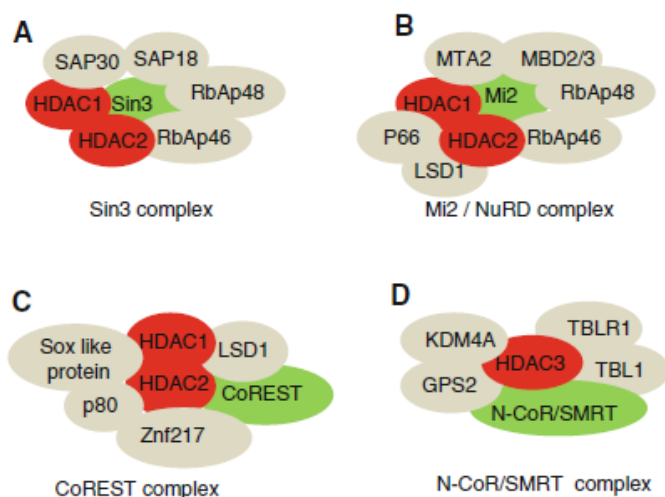 A
SAP30
SAP18
HDAC1
Sin3
RbAp48
HDAC2
RbAp46
Sin3 complex
B
MTA2
MBD2/3
HDAC1
Mi2
RbAp48
P66
HDAC2
RbAp46
LSD1
Mi2 / NuRD complex
C
Sox like
protein
HDAC1
LSD1
HDAC2
CoREST
p80
Znf217
CoREST complex
D
KDM4A
TBLR1
HDAC3
GPS2
TBL1
N-CoR/SMRT
N-CoR/SMRT complex